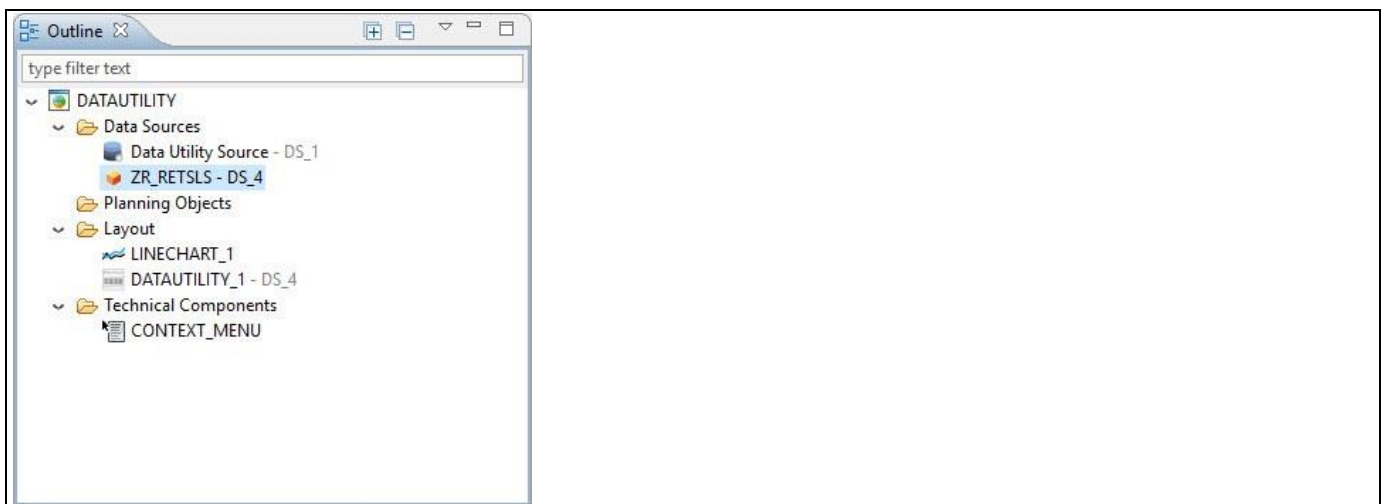 Outline
type filter text
DATAUTILITY
Data Sources
Data Utility Source - DS_1
ZR_RETSLS - DS_4
Planning Objects
Layout
LINECHART_1
DATAUTILITY_1 - DS_4
Technical Components
CONTEXT_MENU